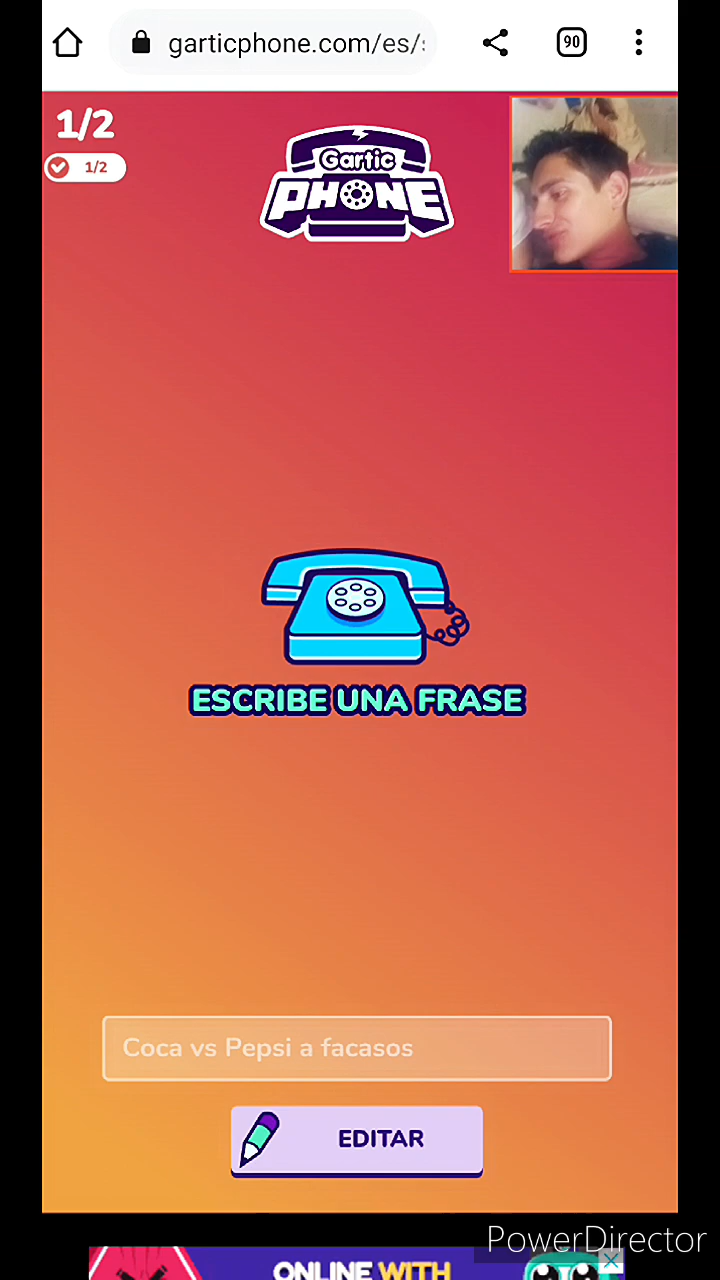 garticphone.com/es/
90
1/2
1/2
Gartic
PHONE
ESCRIBE UNA FRASE
Coca vs Pepsi a facasos
EDITAR
PowerDirector
ONLINE WITH